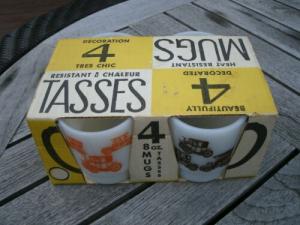 DECORATION
4
TRES CHIC
RESISTANT à CHALEUR
TASSES
MUGS
HEAT RESISTANT
DECORATED
4
BEAUTIFULLY
4
8 oz.
MUGS
TASSES